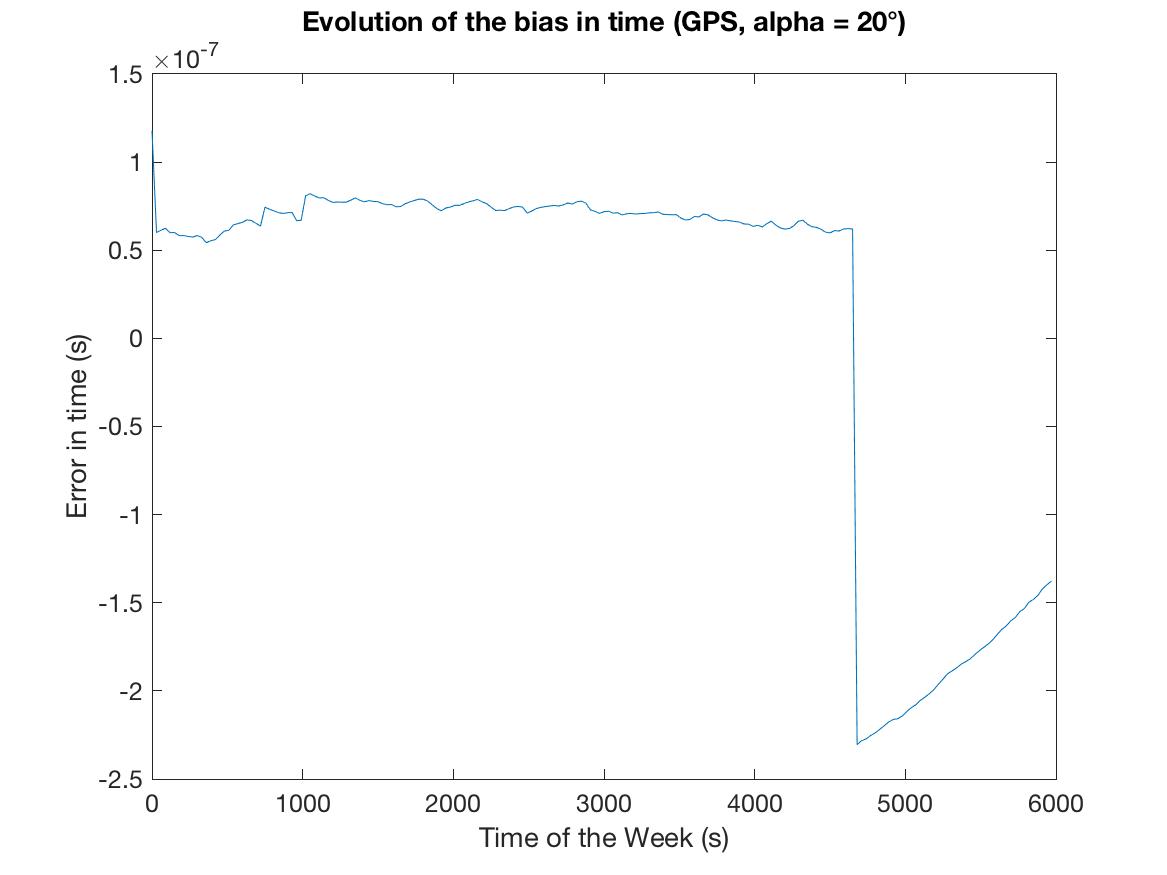 Evolution of the bias in time (GPS, alpha = 20°)
×10-7
1.5
1
0.5
0
-0.5
-1
-1.5
-2
-2.5
Error in time (s)
0 1000 2000 3000 4000 5000 6000
Time of the Week (s)